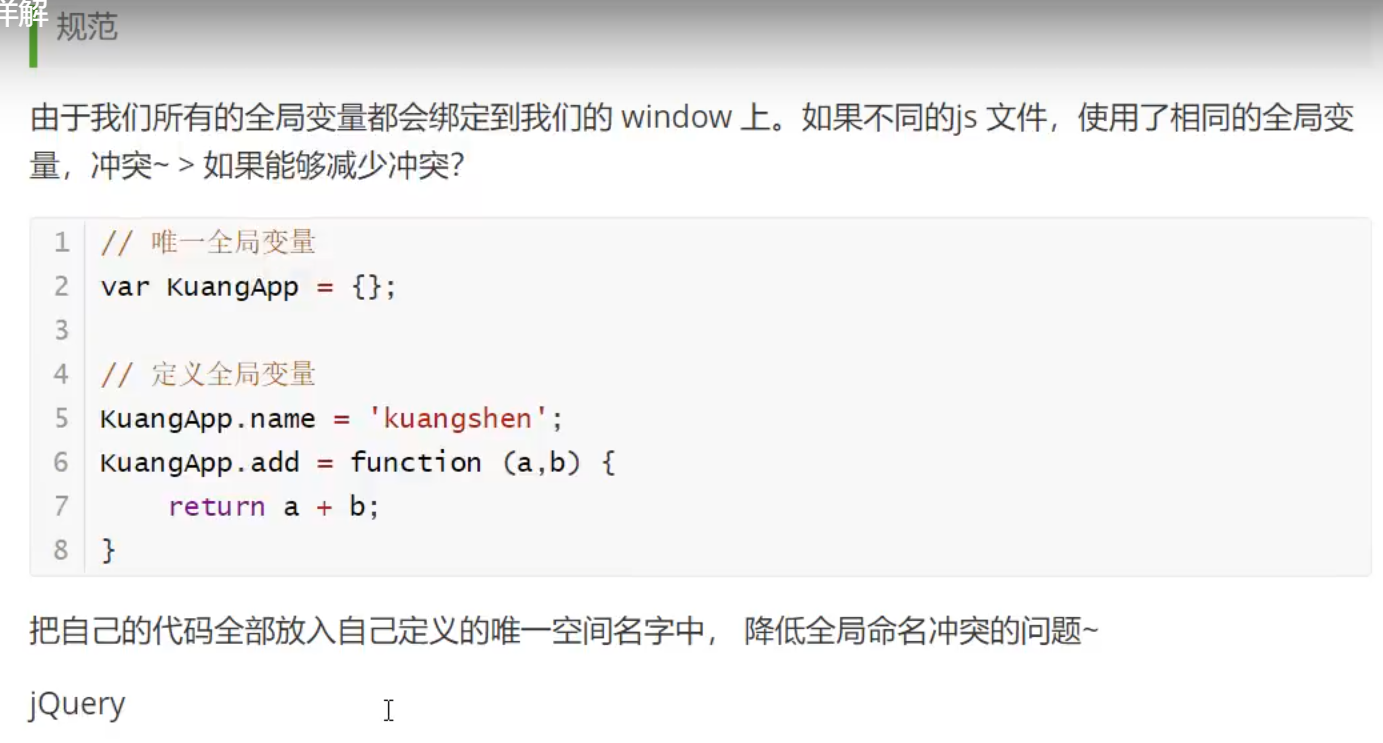 详解
规范
由于我们所有的全局变量都会绑定到我们的 window 上。如果不同的js 文件，使用了相同的全局变
量，冲突~ > 如果能够减少冲突？
1 // 唯一全局变量
2 var KuangApp = {};
3
4 // 定义全局变量
5 KuangApp.name = 'kuangshen';
6 KuangApp.add = function (a,b) {
7     return a + b;
8 }
把自己的代码全部放入自己定义的唯一空间名字中， 降低全局命名冲突的问题~
jQuery